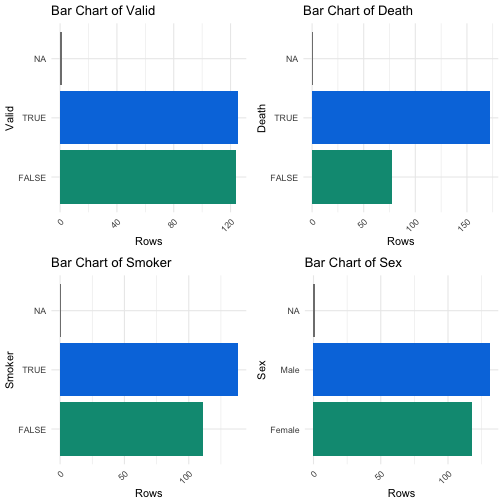 Bar Chart of Valid
Valid
NA
TRUE
FALSE
0
40
80
120
Rows
Bar Chart of Death
Death
NA
TRUE
FALSE
0
50
100
150
Rows
Bar Chart of Smoker
Smoker
NA
TRUE
FALSE
0
50
100
Rows
Bar Chart of Sex
Sex
NA
Male
Female
0
50
100
Rows